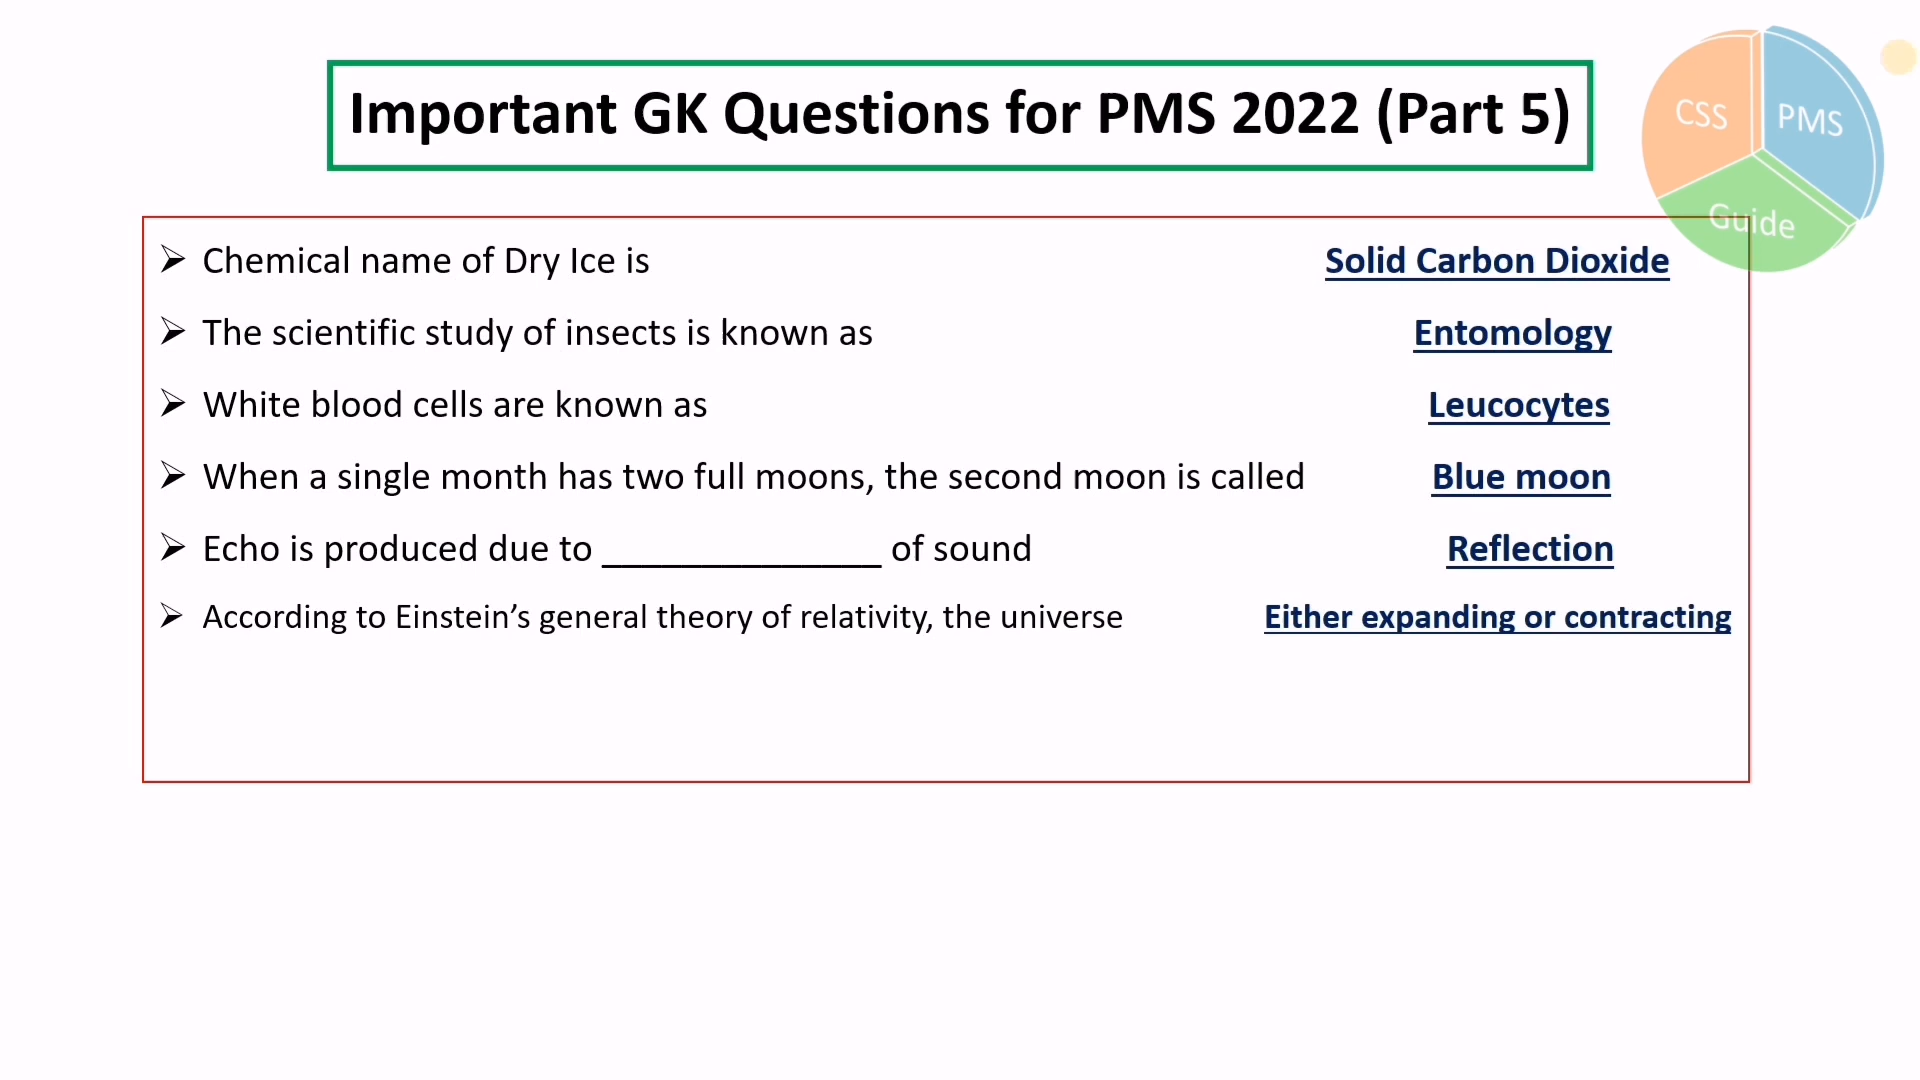 Important GK Questions for PMS 2022 (Part 5)
CSS
PMS
Guide
➢ Chemical name of Dry Ice is Solid Carbon Dioxide
➢ The scientific study of insects is known as Entomology
➢ White blood cells are known as Leucocytes
➢ When a single month has two full moons, the second moon is called Blue moon
➢ Echo is produced due to ______________ of sound Reflection
➢ According to Einstein’s general theory of relativity, the universe Either expanding or contracting